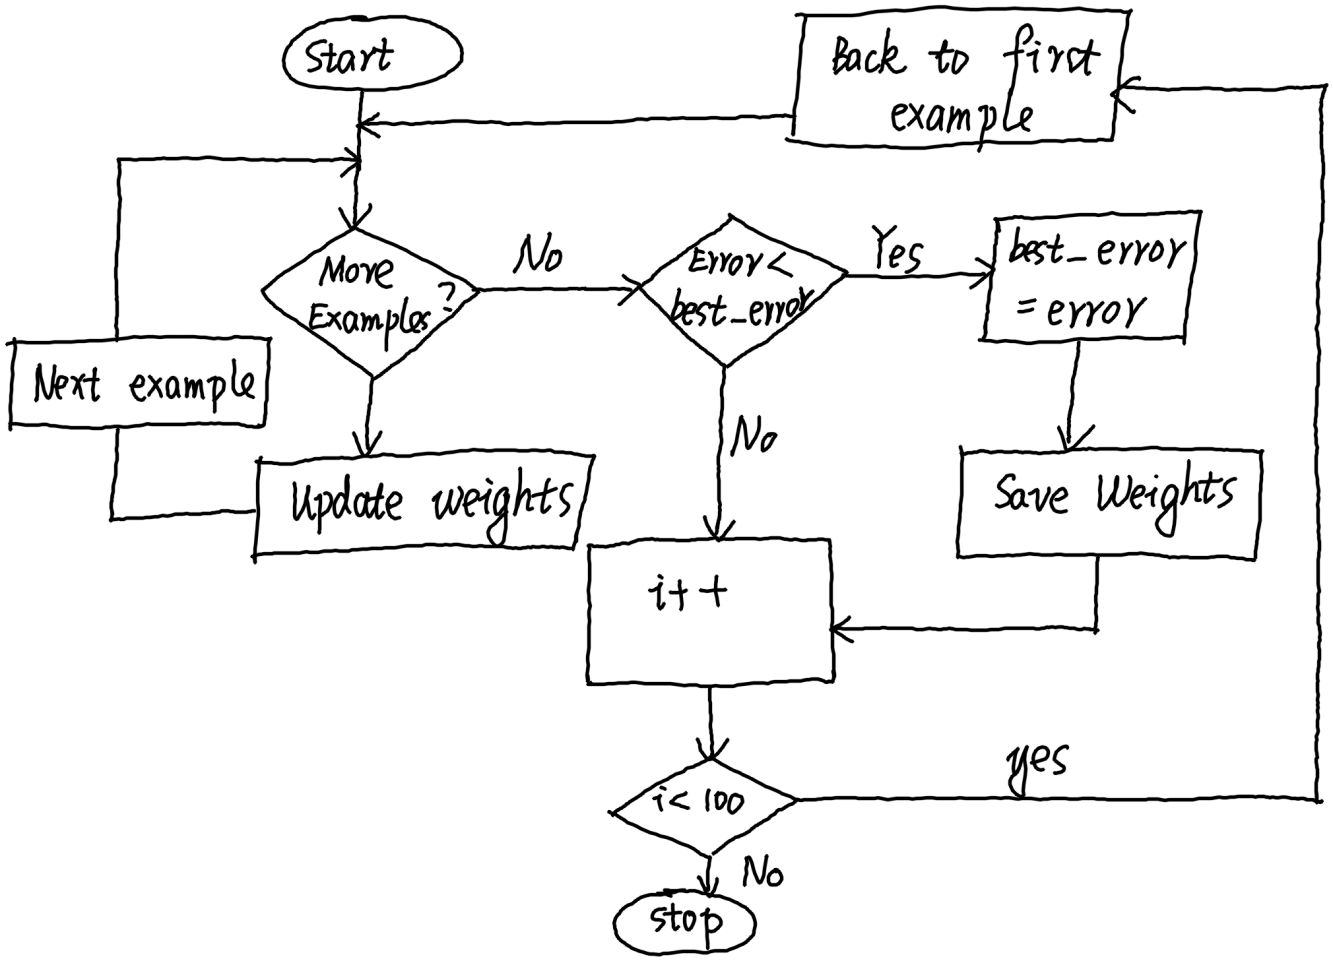 Start
Back to first
example
More
Examples?
No
Error <
best_error
Yes
best_error
= error
Next example
No
Update weights
Save Weights
i++
yes
i < 100
No
stop